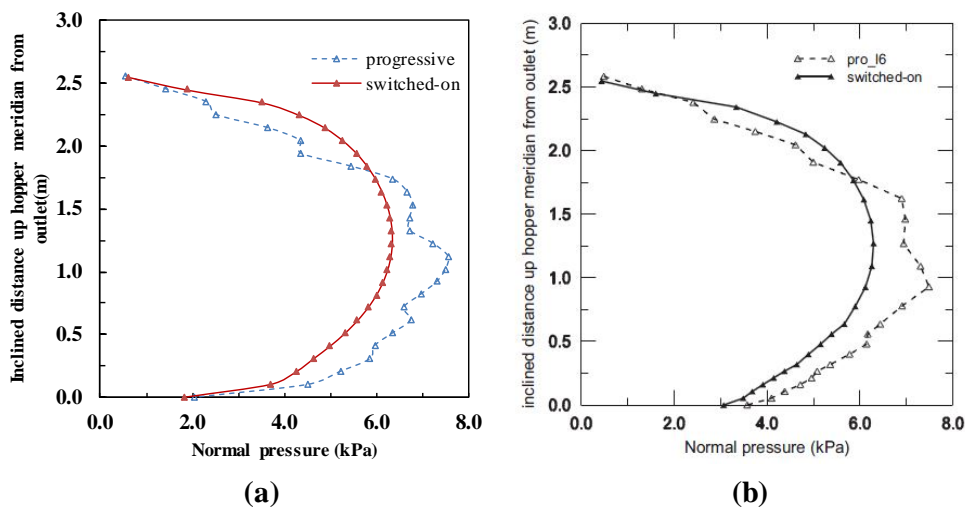 3.0
2.5
2.0
1.5
1.0
0.5
0.0
0.0 2.0 4.0 6.0 8.0
Inclined distance up hopper meridian from
outlet(m)
Normal pressure (kPa)
progressive
switched-on
(a)
3.0
2.5
2.0
1.5
1.0
0.5
0.0
0.0 2.0 4.0 6.0 8.0
inclined distance up hopper meridian from outlet (m)
Normal pressure (kPa)
pro_l6
switched-on
(b)